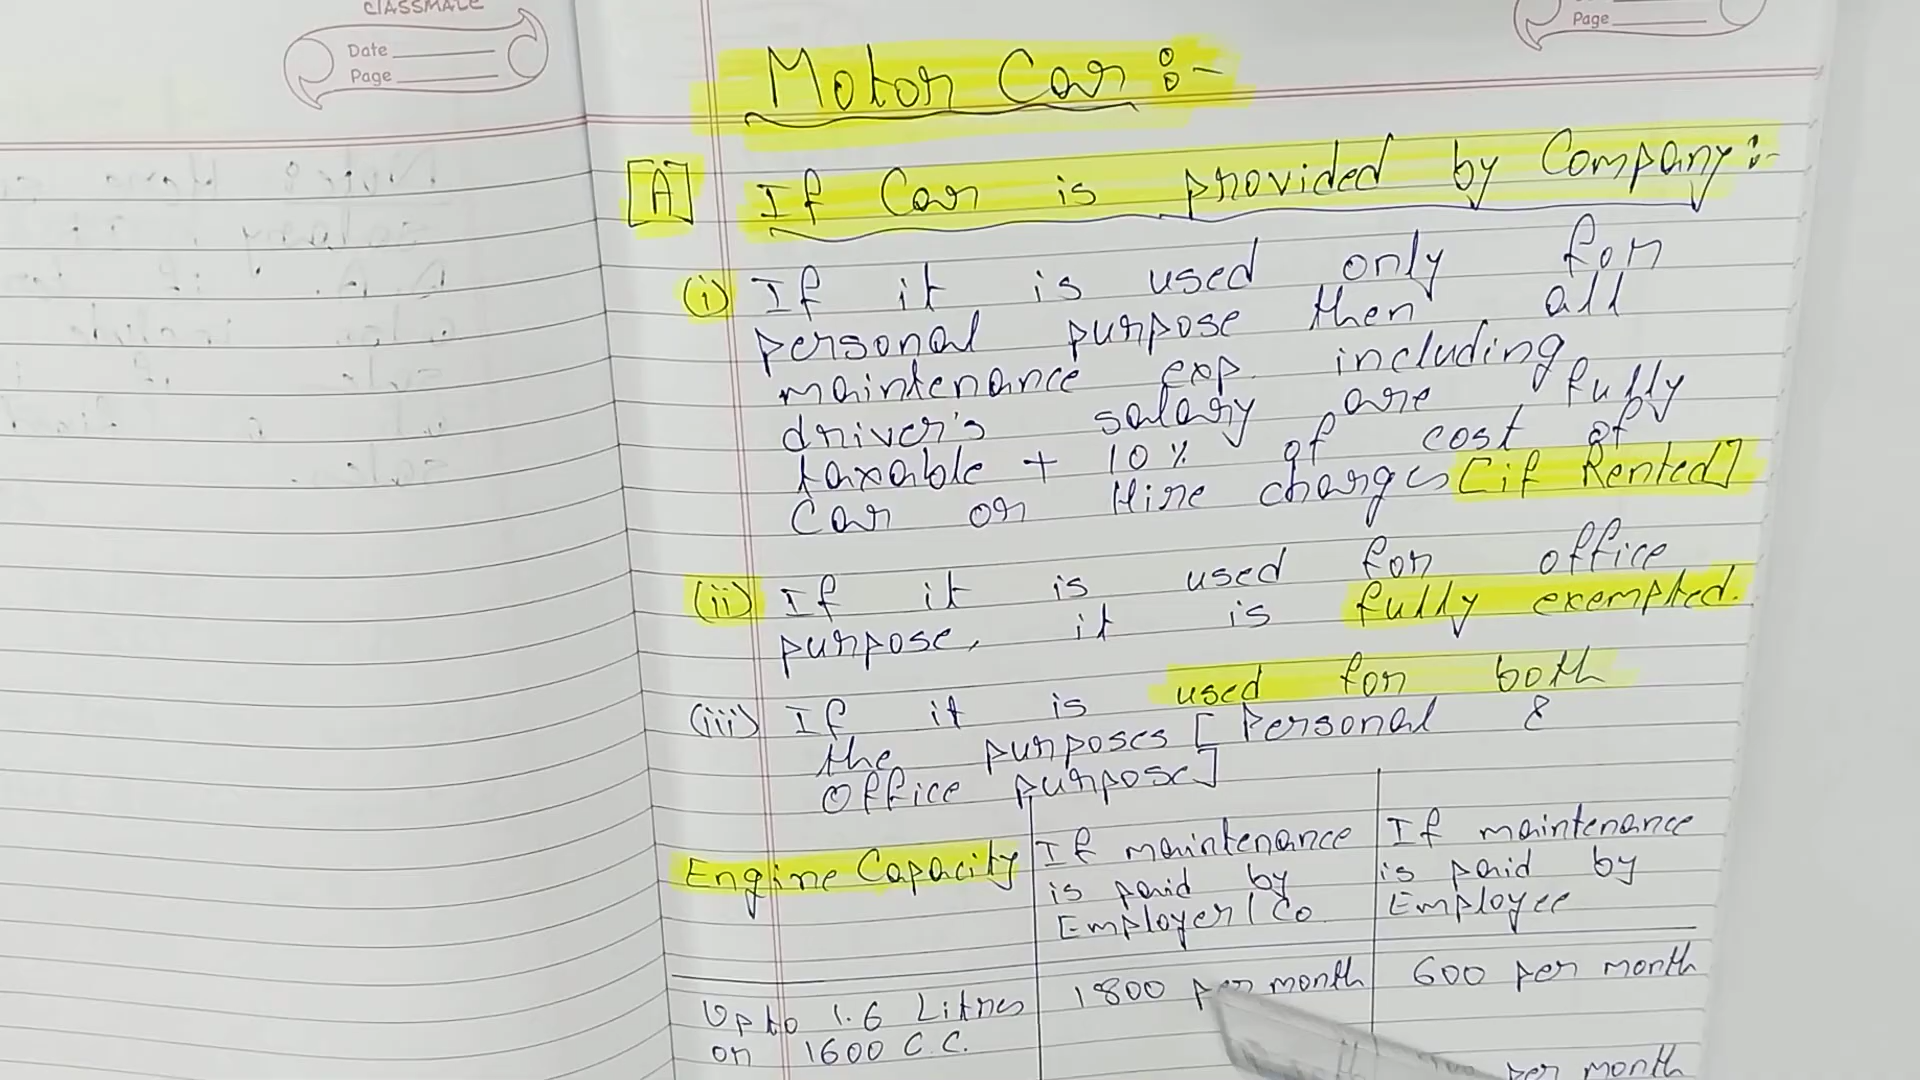 CLASSMATE
Date
Page
Page
Motor Car :-
[A] If Car is provided by Company :-
(i) If it is used only for
personal purpose then all
maintenance exp. including
driver's salary are fully
taxable + 10% of cost of
Car or Hire charges [if Rented]
(ii) If it is used for office
purpose, it is fully exempted.
(iii) If it is used for both
the purposes [Personal &
Office purpose]
Engine Capacity
If maintenance
is paid by
Employer / Co
If maintenance
is paid by
Employee
Upto 1.6 Litres
or 1600 C.C.
1800 per month
600 per month
per month